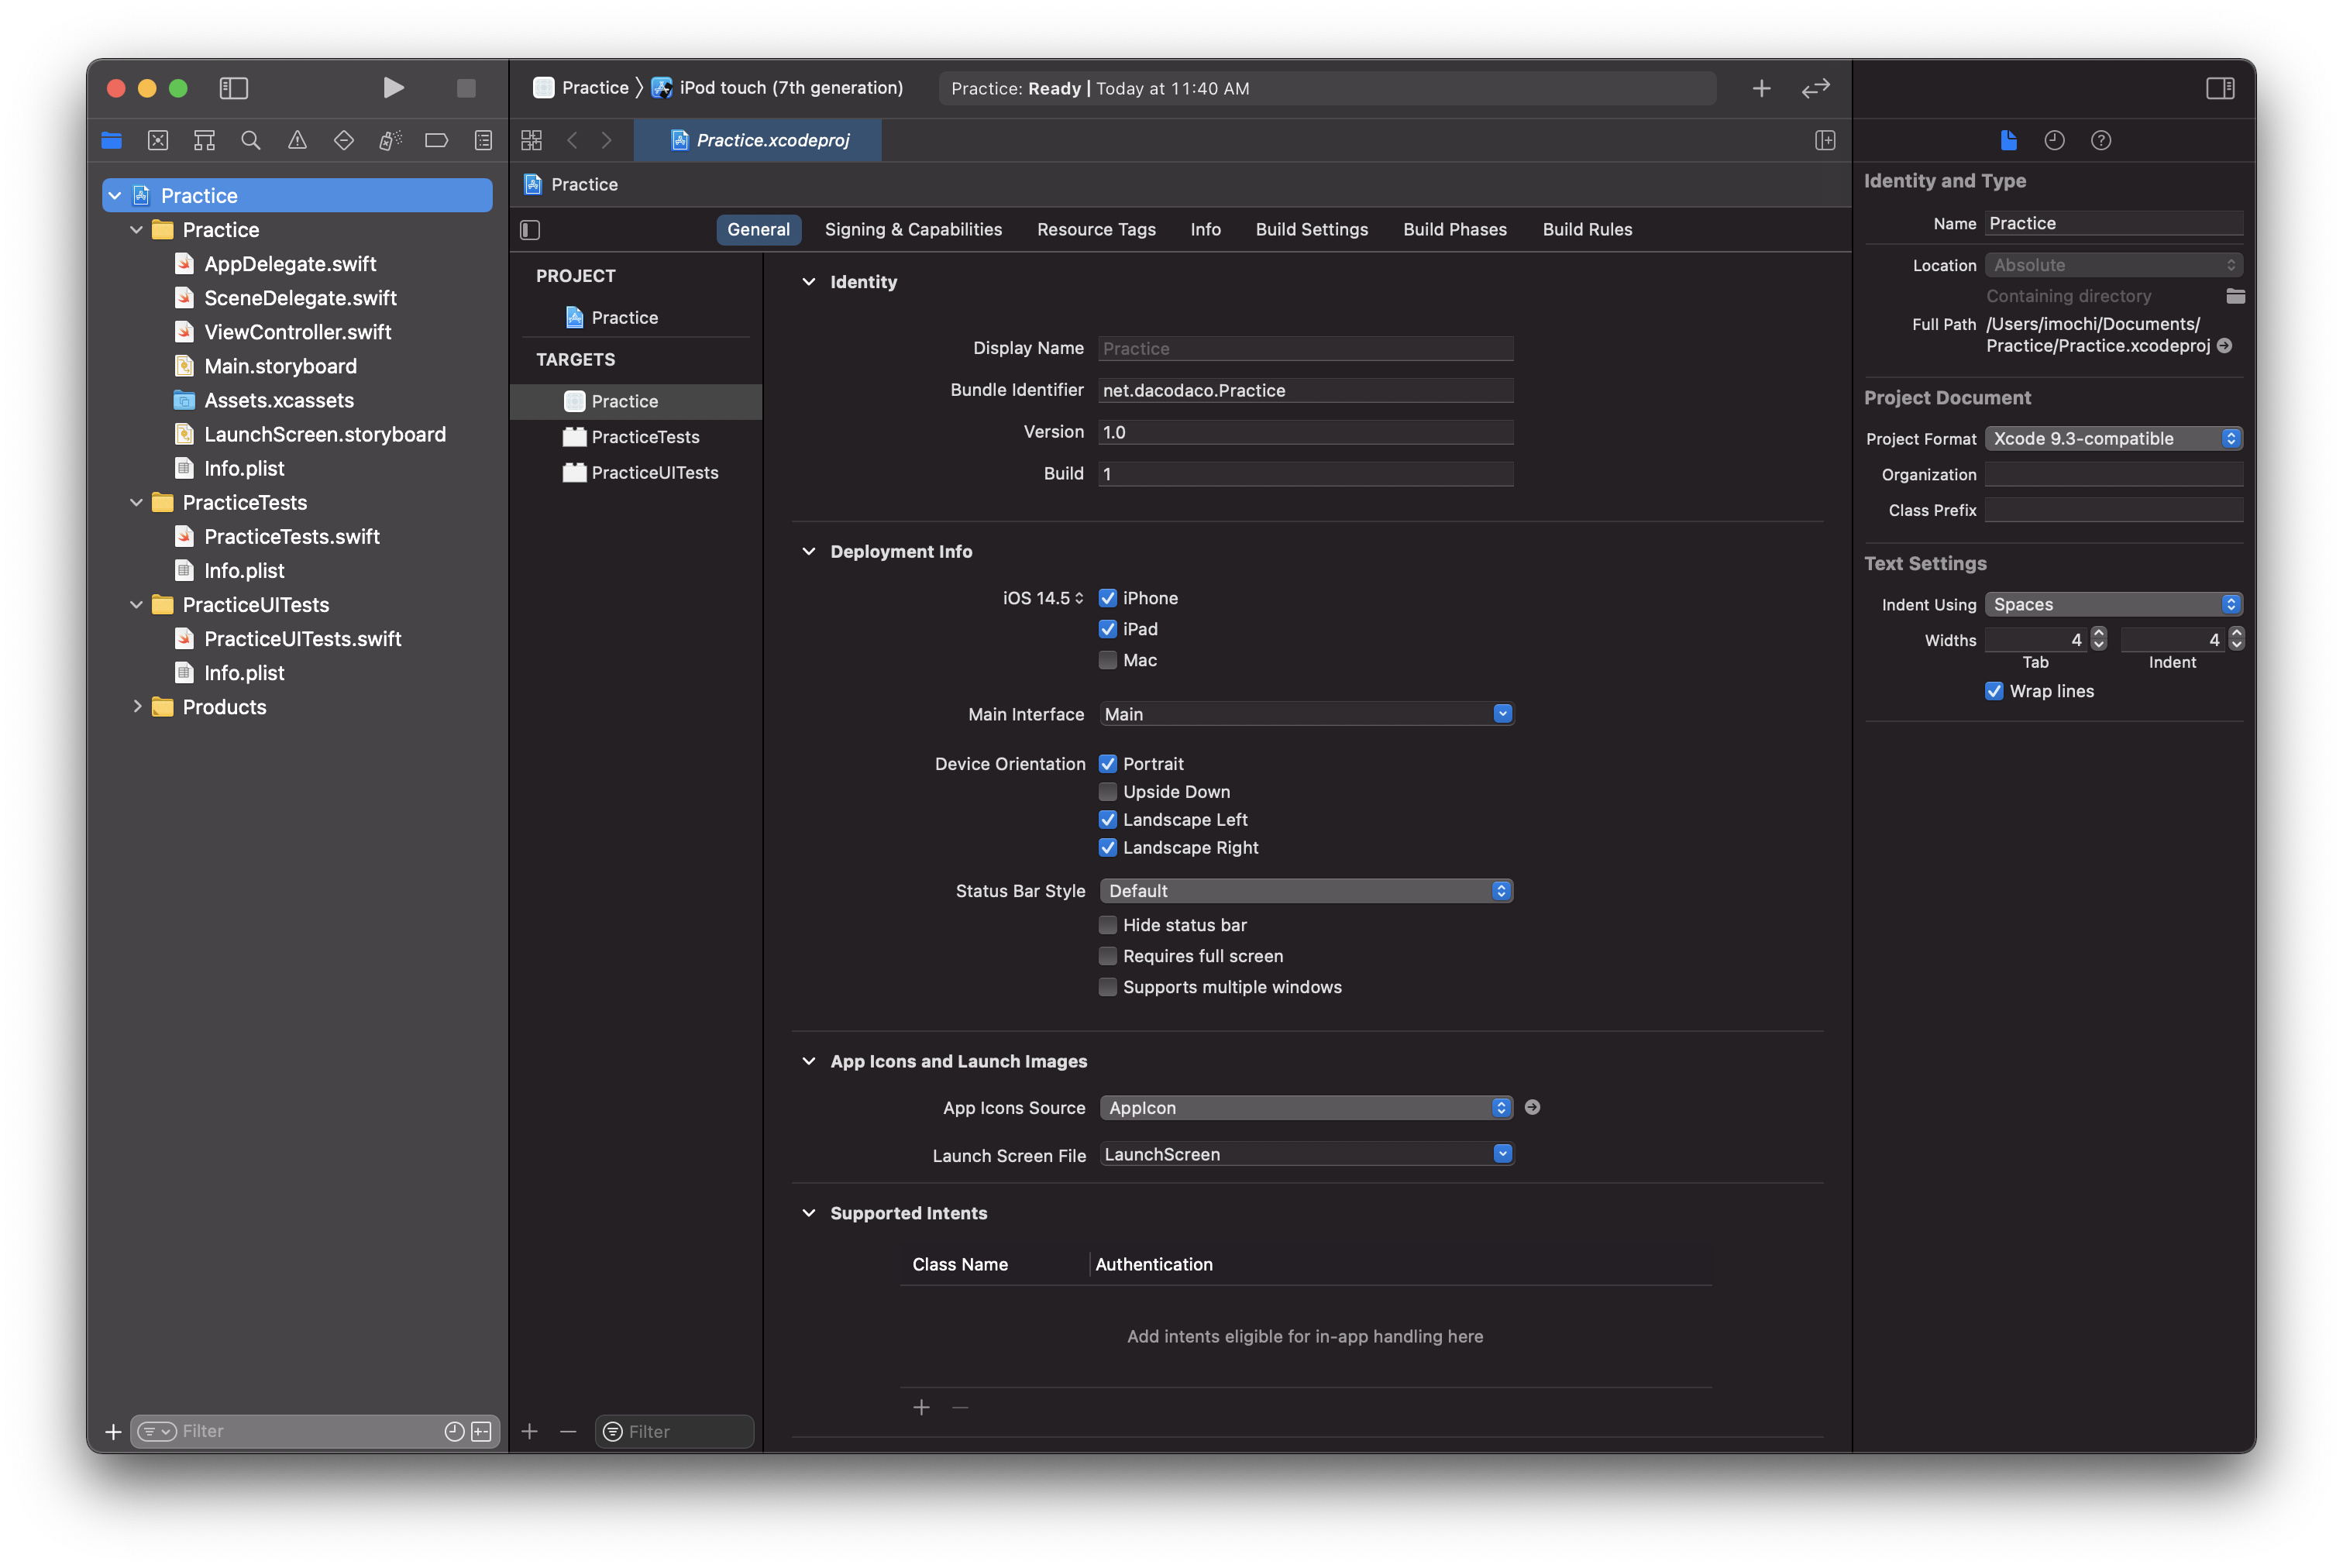 Practice 〉 iPod touch (7th generation)
Practice: Ready | Today at 11:40 AM
Practice
Practice
AppDelegate.swift
SceneDelegate.swift
ViewController.swift
Main.storyboard
Assets.xcassets
LaunchScreen.storyboard
Info.plist
PracticeTests
PracticeTests.swift
Info.plist
PracticeUITests
PracticeUITests.swift
Info.plist
Products
Filter
Practice.xcodeproj
Practice
General Signing & Capabilities Resource Tags Info Build Settings Build Phases Build Rules
PROJECT
Practice
TARGETS
Practice
PracticeTests
PracticeUITests
Filter
Identity
Display Name Practice
Bundle Identifier net.dacodaco.Practice
Version 1.0
Build 1
Deployment Info
iOS 14.5 iPhone
iPad
Mac
Main Interface Main
Device Orientation Portrait
Upside Down
Landscape Left
Landscape Right
Status Bar Style Default
Hide status bar
Requires full screen
Supports multiple windows
App Icons and Launch Images
App Icons Source AppIcon
Launch Screen File LaunchScreen
Supported Intents
Class Name Authentication
Add intents eligible for in-app handling here
Identity and Type
Name Practice
Location Absolute
Containing directory
Full Path /Users/imochi/Documents/
Practice/Practice.xcodeproj
Project Document
Project Format Xcode 9.3-compatible
Organization
Class Prefix
Text Settings
Indent Using Spaces
Widths 4 4
Tab Indent
Wrap lines